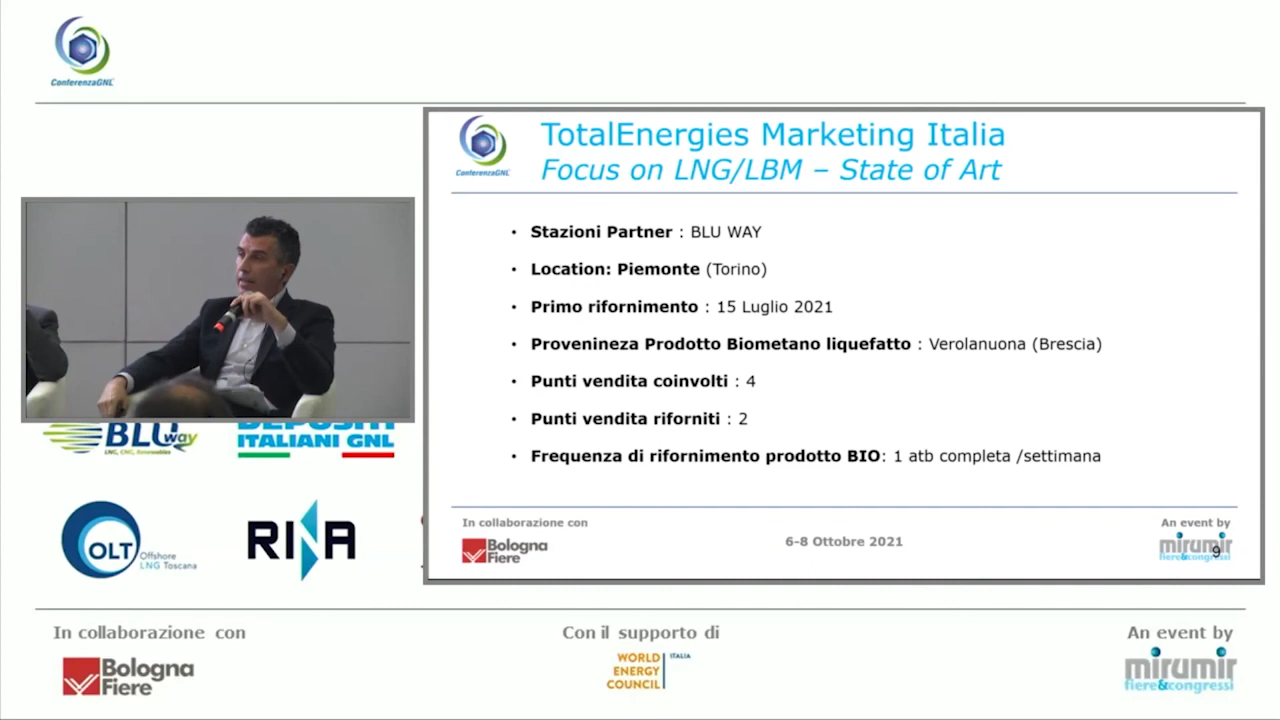 ConferenzaGNL
ConferenzaGNL
TotalEnergies Marketing Italia
Focus on LNG/LBM – State of Art
• Stazioni Partner : BLU WAY
• Location: Piemonte (Torino)
• Primo rifornimento : 15 Luglio 2021
• Provenineza Prodotto Biometano liquefatto : Verolanuona (Brescia)
• Punti vendita coinvolti : 4
• Punti vendita riforniti : 2
• Frequenza di rifornimento prodotto BIO: 1 atb completa /settimana
In collaborazione con
Bologna
Fiere
6-8 Ottobre 2021
An event by
mirumir
fiere&congressi
9
BLU way
LNG, CNG, Renewables
DEPOSITI
ITALIANI GNL
OLT Offshore
LNG Toscana
RINA
In collaborazione con
Bologna
Fiere
Con il supporto di
WORLD
ENERGY
COUNCIL
ITALIA
An event by
mirumir
fiere&congressi